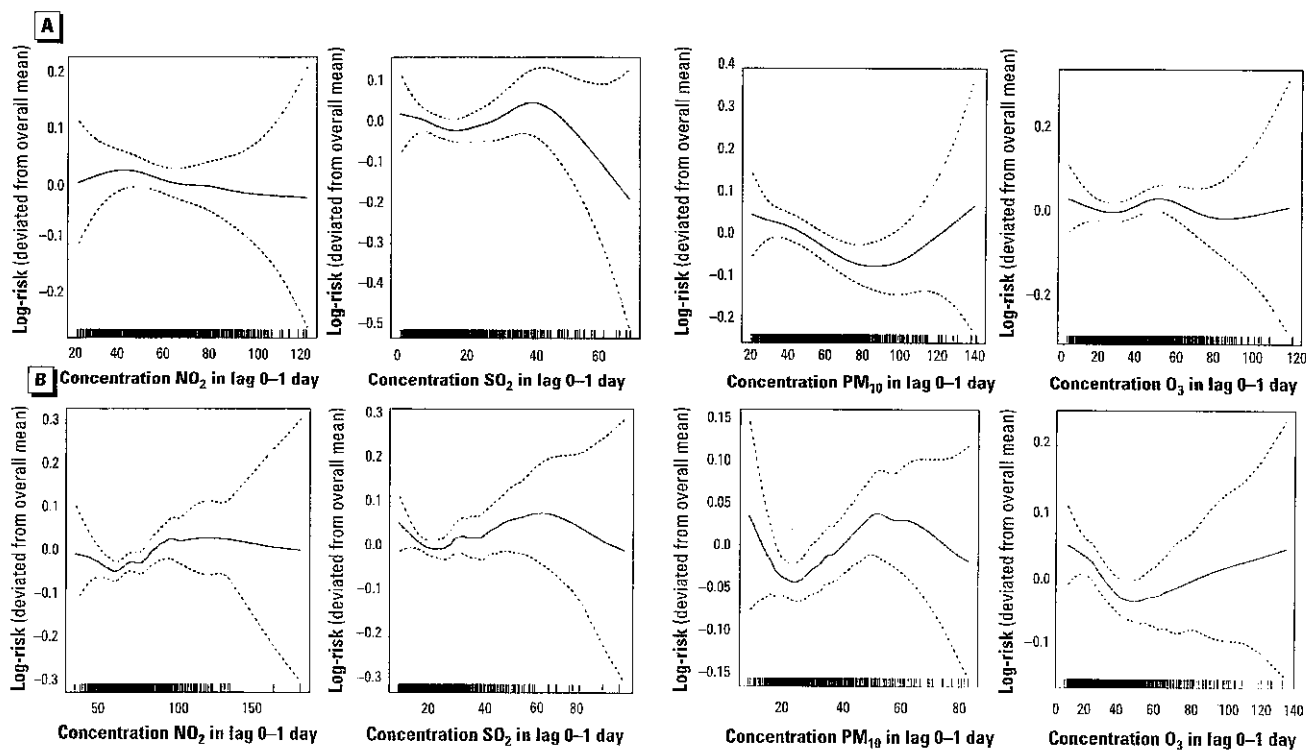 A
Log-risk (deviated from overall mean)
0.2
0.1
0.0
−0.1
−0.2
20 40 60 80 100 120
Concentration NO₂ in lag 0–1 day
Log-risk (deviated from overall mean)
0.1
0.0
−0.1
−0.2
−0.3
−0.4
−0.5
0 20 40 60
Concentration SO₂ in lag 0–1 day
Log-risk (deviated from overall mean)
0.4
0.3
0.2
0.1
0.0
−0.1
−0.2
20 40 60 80 100 120 140
Concentration PM₁₀ in lag 0–1 day
Log-risk (deviated from overall mean)
0.2
0.0
−0.2
0 20 40 60 80 100 120
Concentration O₃ in lag 0–1 day
B
Log-risk (deviated from overall mean)
0.3
0.2
0.1
0.0
−0.1
−0.2
−0.3
50 100 150
Concentration NO₂ in lag 0–1 day
Log-risk (deviated from overall mean)
0.3
0.2
0.1
0.0
−0.1
−0.2
−0.3
20 40 60 80
Concentration SO₂ in lag 0–1 day
Log-risk (deviated from overall mean)
0.15
0.10
0.05
0.00
−0.05
−0.10
−0.15
20 40 60 80
Concentration PM₁₀ in lag 0–1 day
Log-risk (deviated from overall mean)
0.2
0.1
0.0
−0.1
0 20 40 60 80 100 120 140
Concentration O₃ in lag 0–1 day